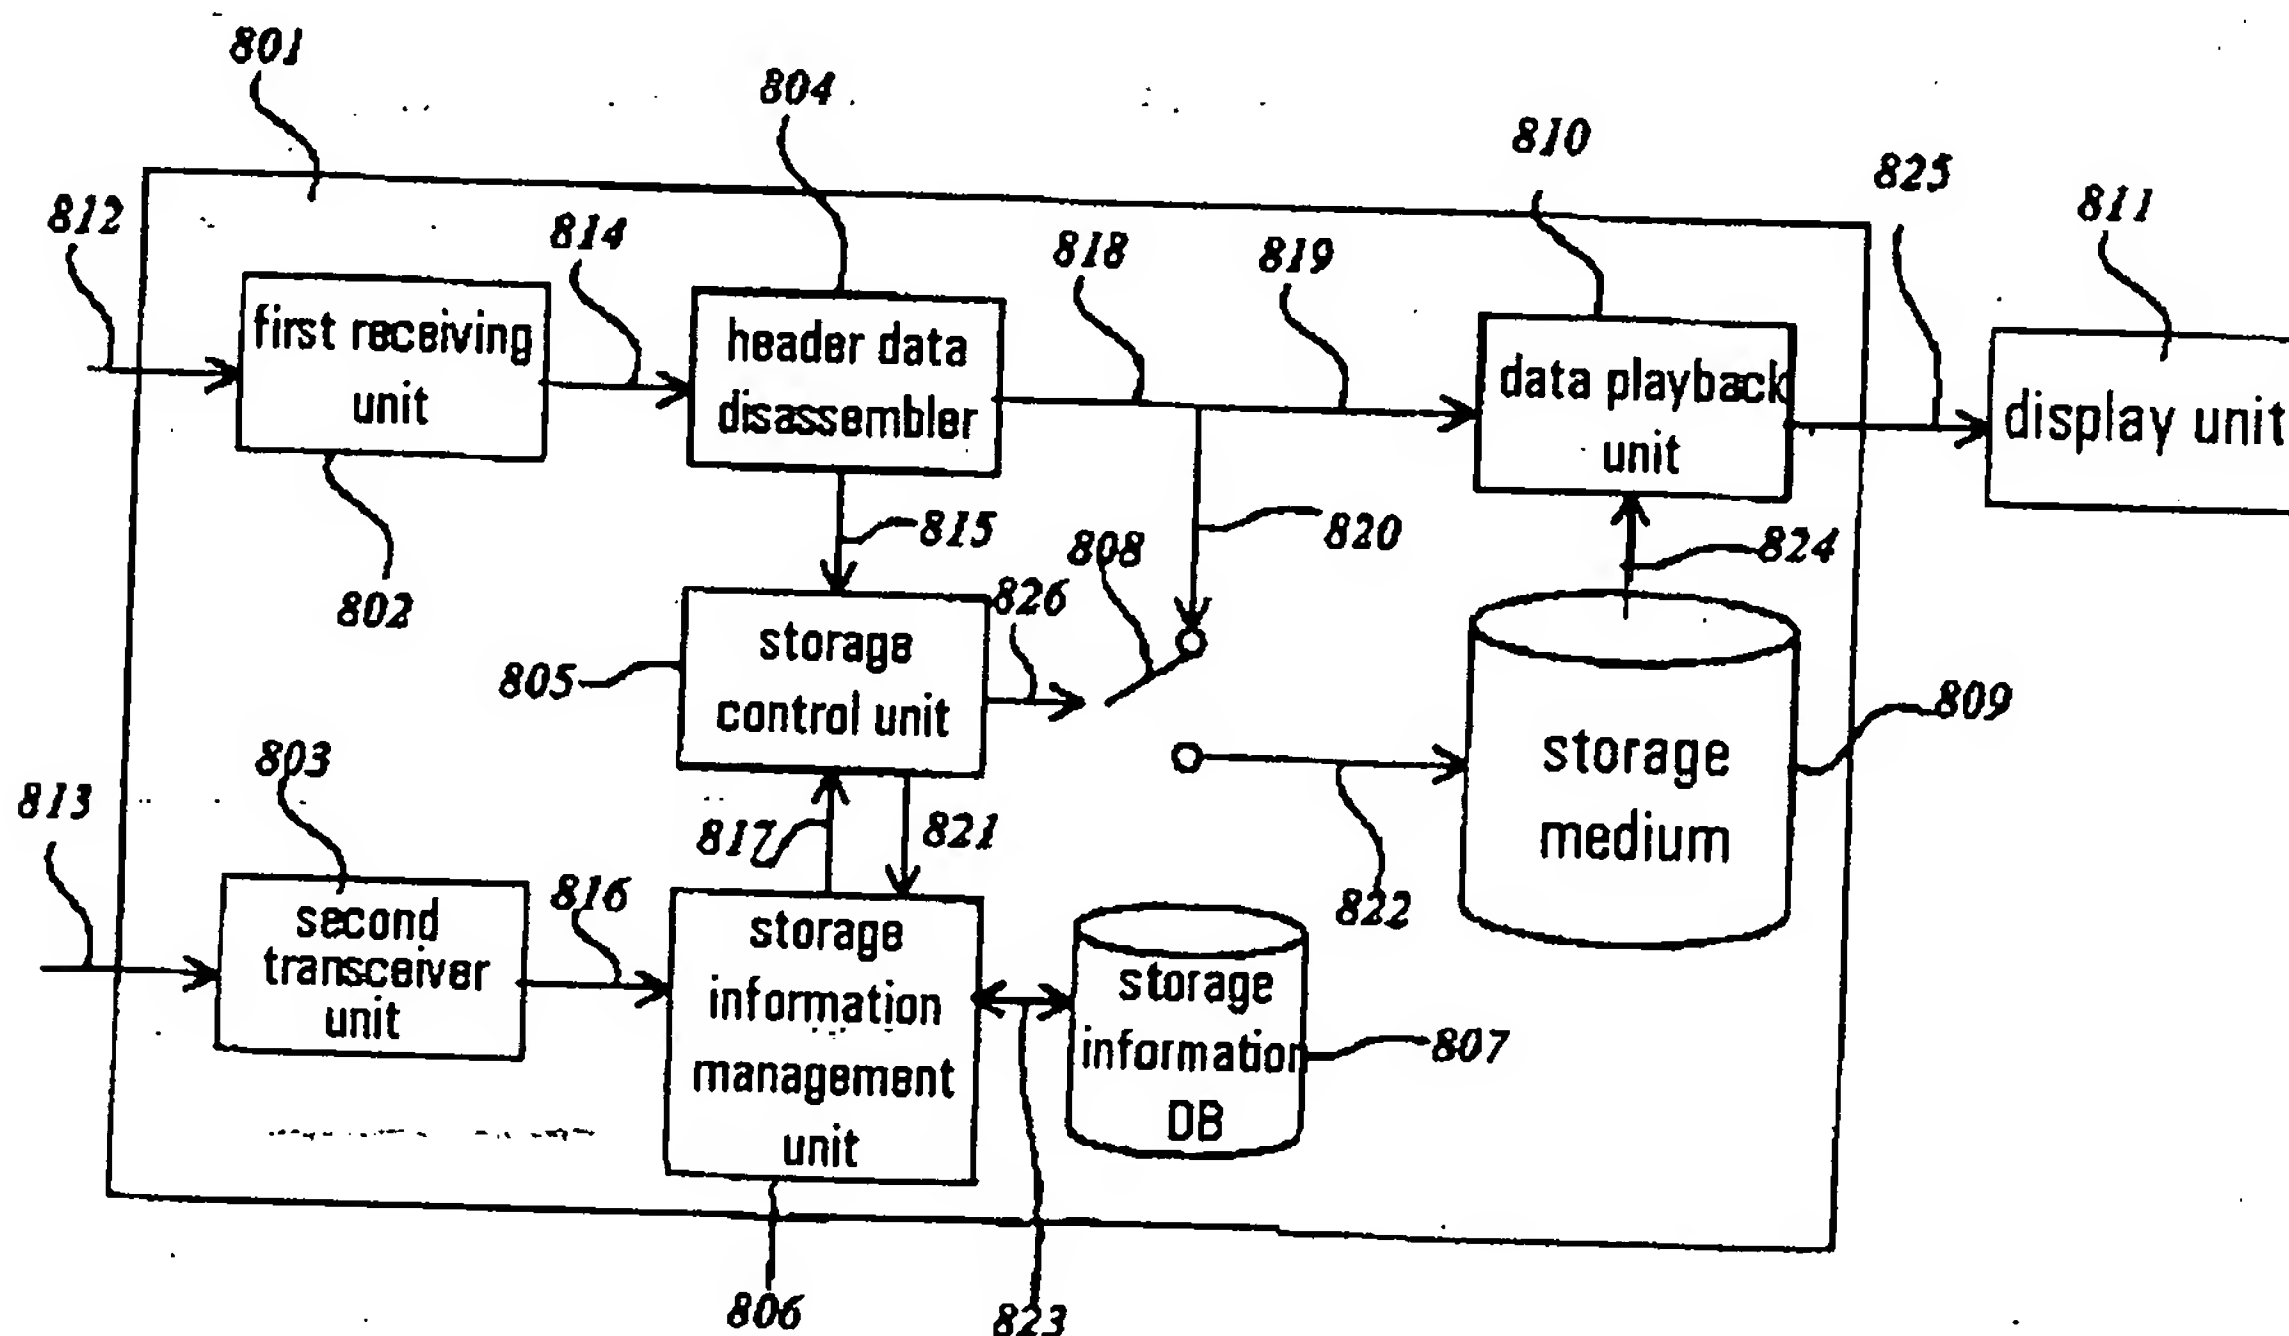 801
804
810
825
811
812
814
818
819
first receiving
unit
header data
disassembler
data playback
unit
display unit
815
820
824
808
826
802
805
storage
control unit
storage
medium
809
803
813
817
821
816
822
second
transceiver
unit
storage
information
management
unit
storage
information
DB
807
806
823